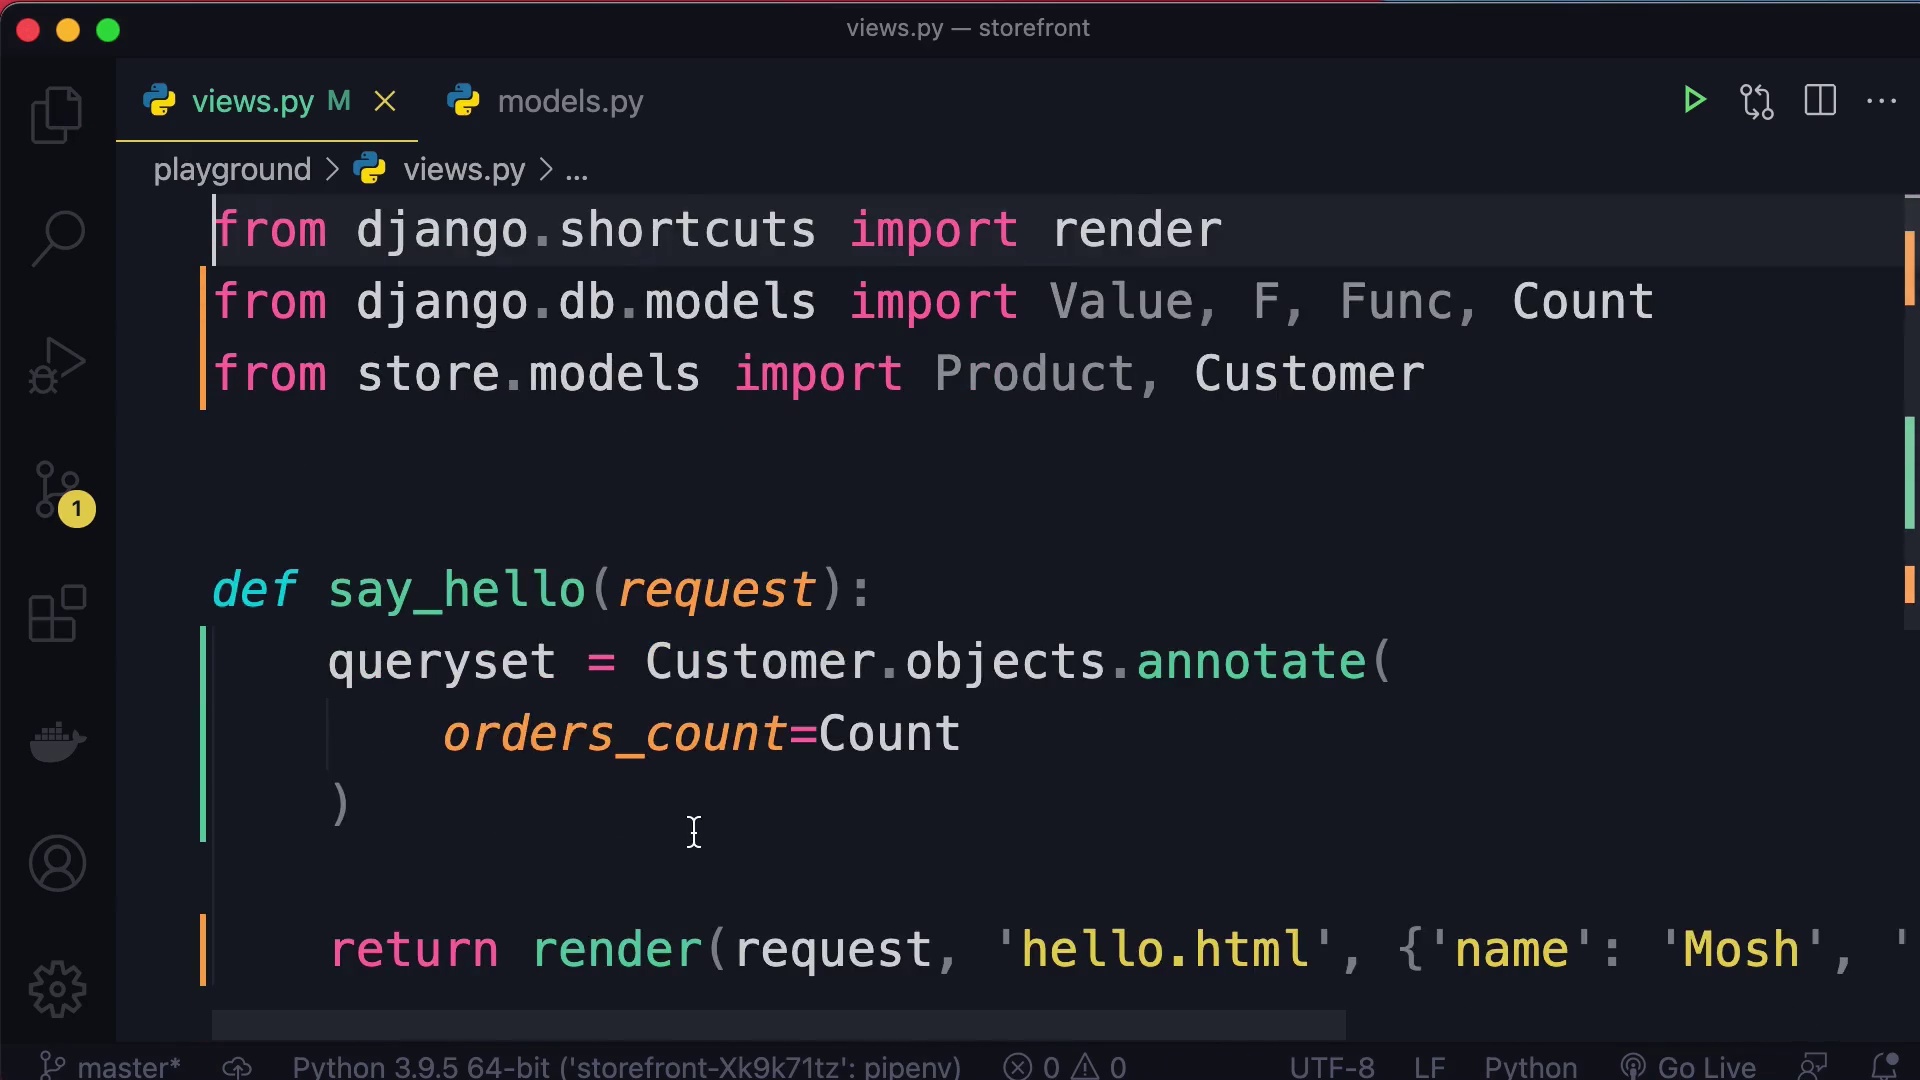 views.py — storefront
views.py M
models.py
playground > views.py > ...
from django.shortcuts import render
from django.db.models import Value, F, Func, Count
from store.models import Product, Customer
def say_hello(request):
    queryset = Customer.objects.annotate(
        orders_count=Count
    )
    return render(request, 'hello.html', {'name': 'Mosh', '
1
master* Python 3.9.5 64-bit ('storefront-Xk9k71tz': pipenv) 0 0 UTF-8 LF Python Go Live